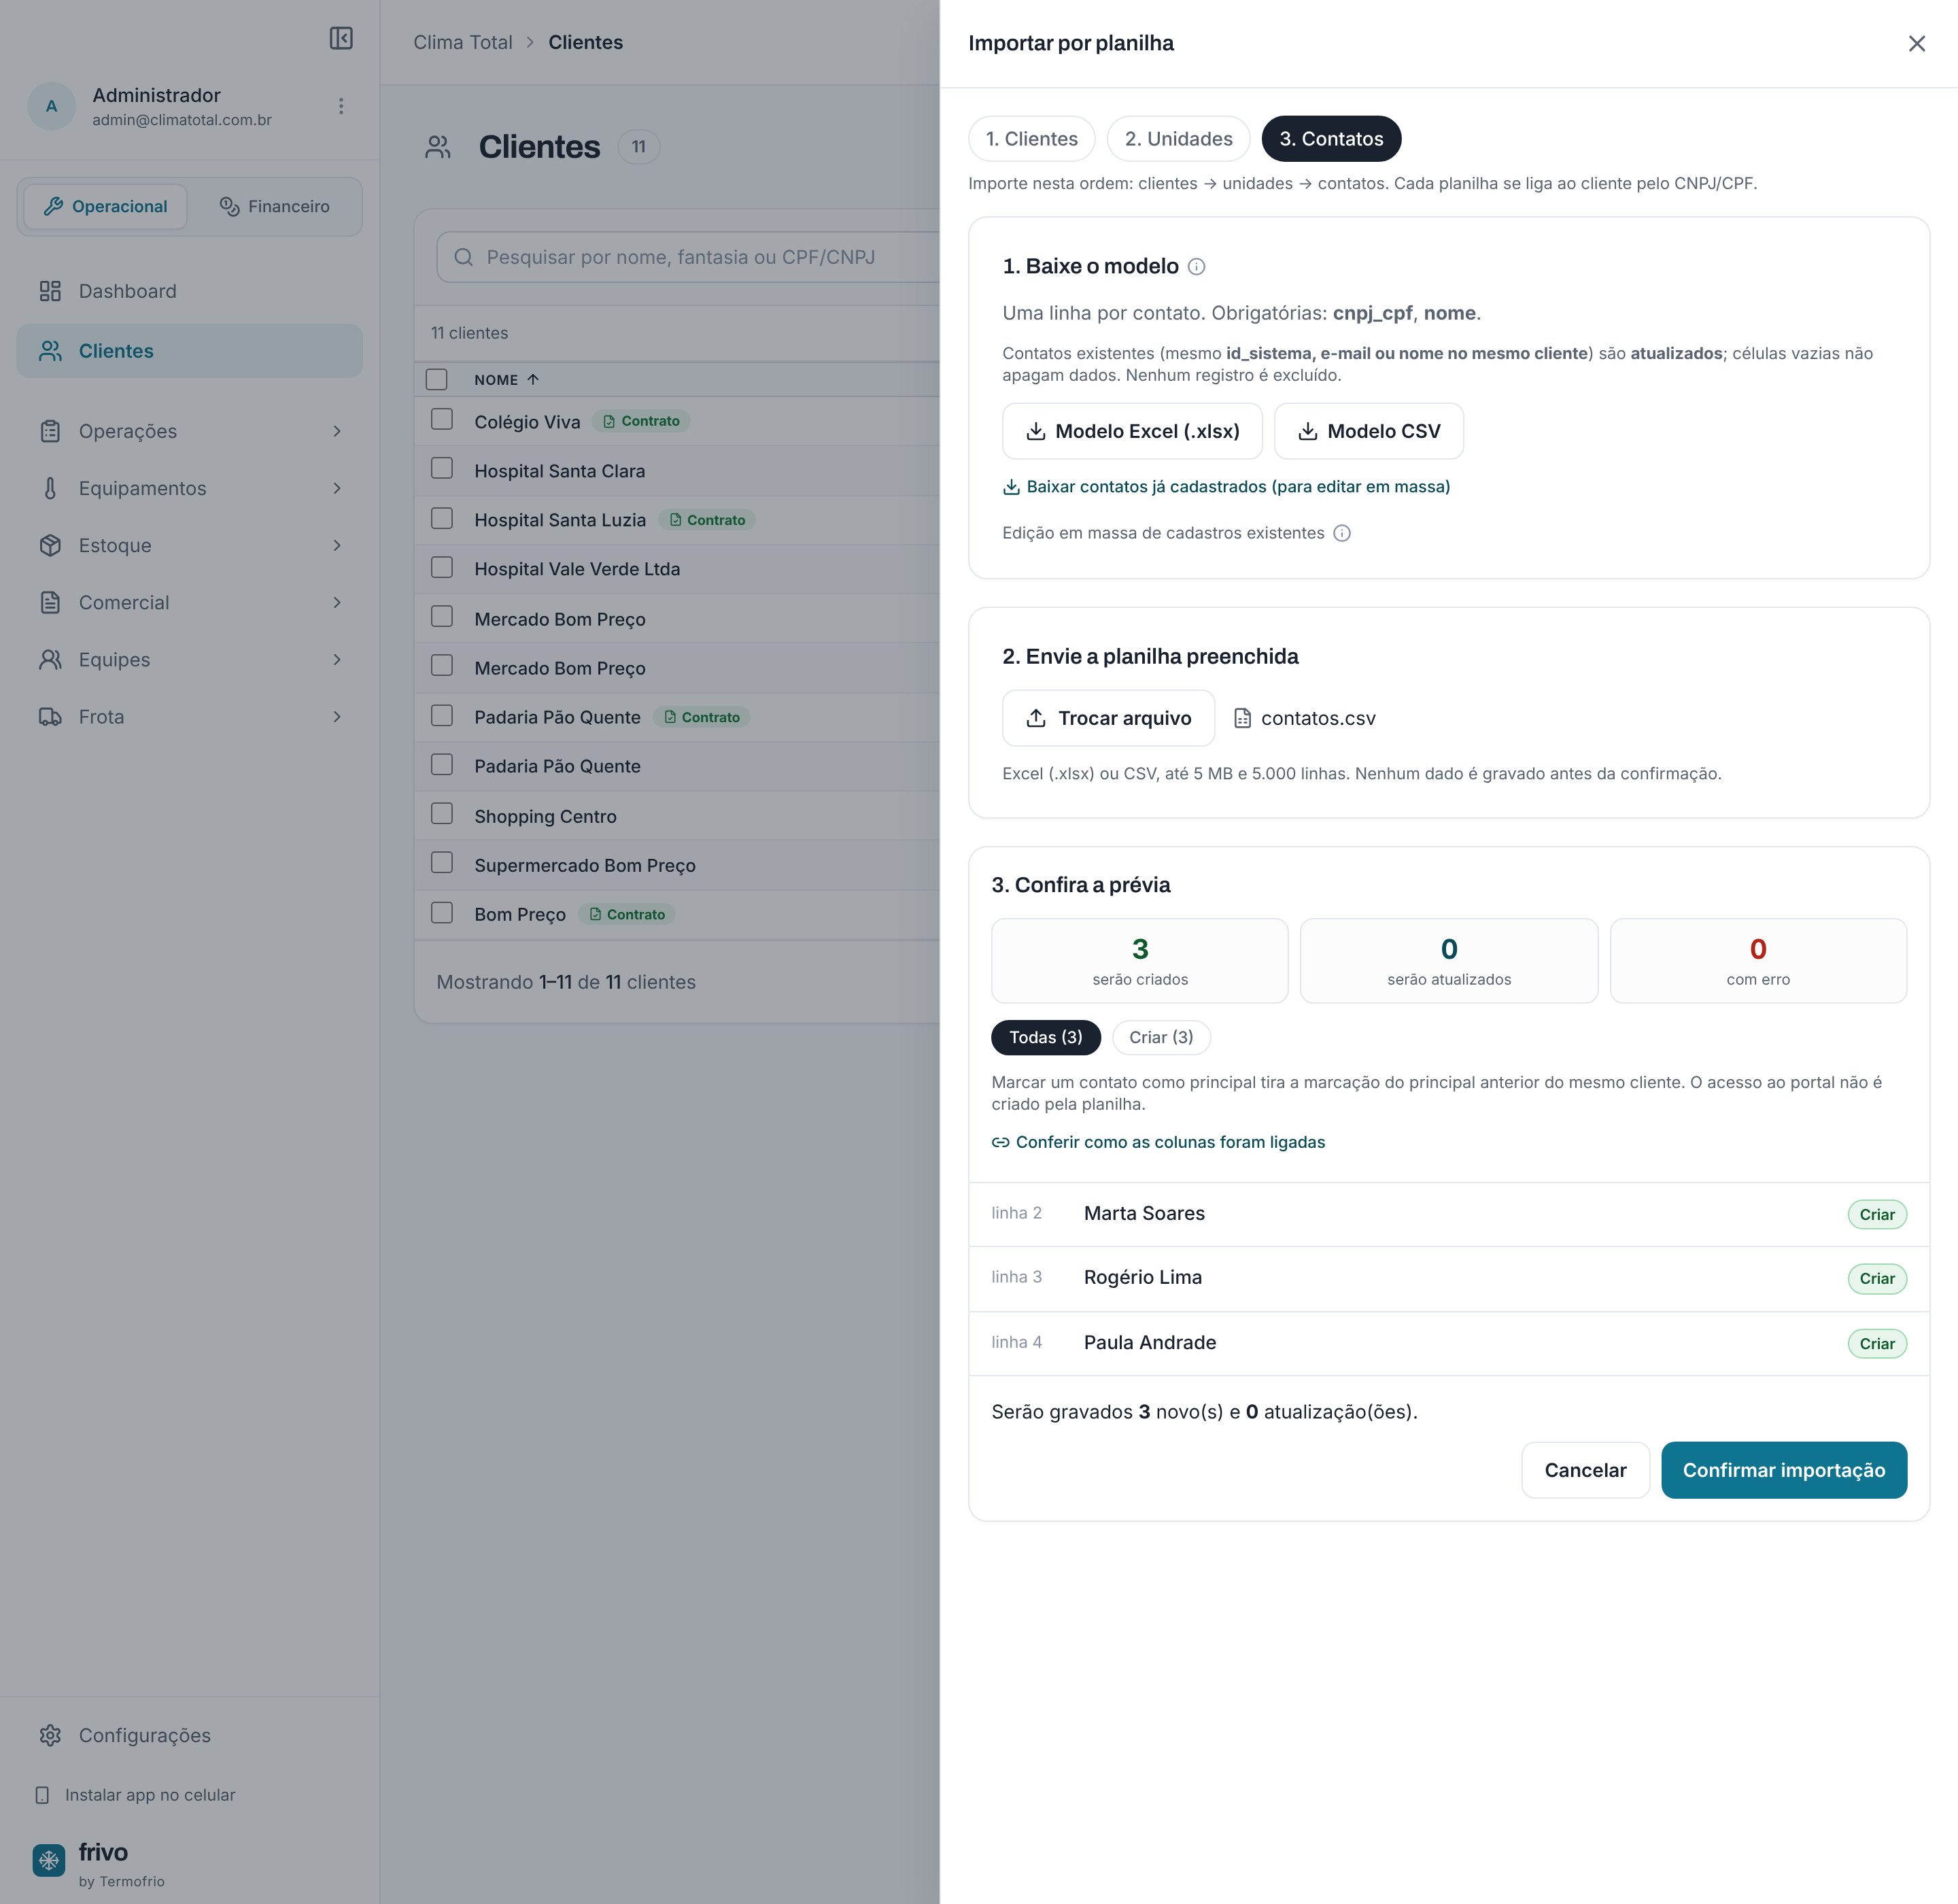 A
Administrador
admin@climatotal.com.br
Operacional
Financeiro
Dashboard
Clientes
Operações
Equipamentos
Estoque
Comercial
Equipes
Frota
Configurações
Instalar app no celular
frivo
by Termofrio
Clima Total > Clientes
Clientes 11
Pesquisar por nome, fantasia ou CPF/CNPJ
11 clientes
NOME ↑
Colégio Viva Contrato
Hospital Santa Clara
Hospital Santa Luzia Contrato
Hospital Vale Verde Ltda
Mercado Bom Preço
Mercado Bom Preço
Padaria Pão Quente Contrato
Padaria Pão Quente
Shopping Centro
Supermercado Bom Preço
Bom Preço Contrato
Mostrando 1–11 de 11 clientes
Importar por planilha
1. Clientes 2. Unidades 3. Contatos
Importe nesta ordem: clientes → unidades → contatos. Cada planilha se liga ao cliente pelo CNPJ/CPF.
1. Baixe o modelo
Uma linha por contato. Obrigatórias: cnpj_cpf, nome.
Contatos existentes (mesmo id_sistema, e-mail ou nome no mesmo cliente) são atualizados; células vazias não
apagam dados. Nenhum registro é excluído.
Modelo Excel (.xlsx) Modelo CSV
Baixar contatos já cadastrados (para editar em massa)
Edição em massa de cadastros existentes
2. Envie a planilha preenchida
Trocar arquivo contatos.csv
Excel (.xlsx) ou CSV, até 5 MB e 5.000 linhas. Nenhum dado é gravado antes da confirmação.
3. Confira a prévia
3 0 0
serão criados serão atualizados com erro
Todas (3) Criar (3)
Marcar um contato como principal tira a marcação do principal anterior do mesmo cliente. O acesso ao portal não é
criado pela planilha.
Conferir como as colunas foram ligadas
linha 2 Marta Soares Criar
linha 3 Rogério Lima Criar
linha 4 Paula Andrade Criar
Serão gravados 3 novo(s) e 0 atualização(ões).
Cancelar Confirmar importação